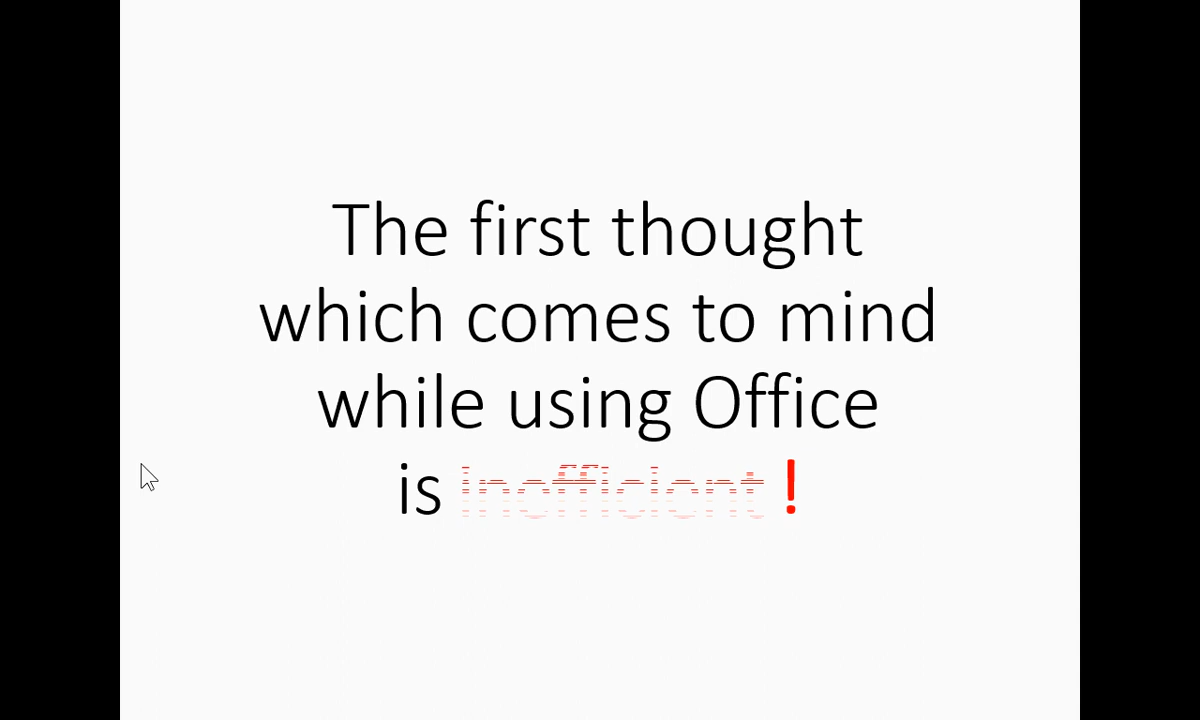 The first thought
which comes to mind
while using Office
is Inefficient !